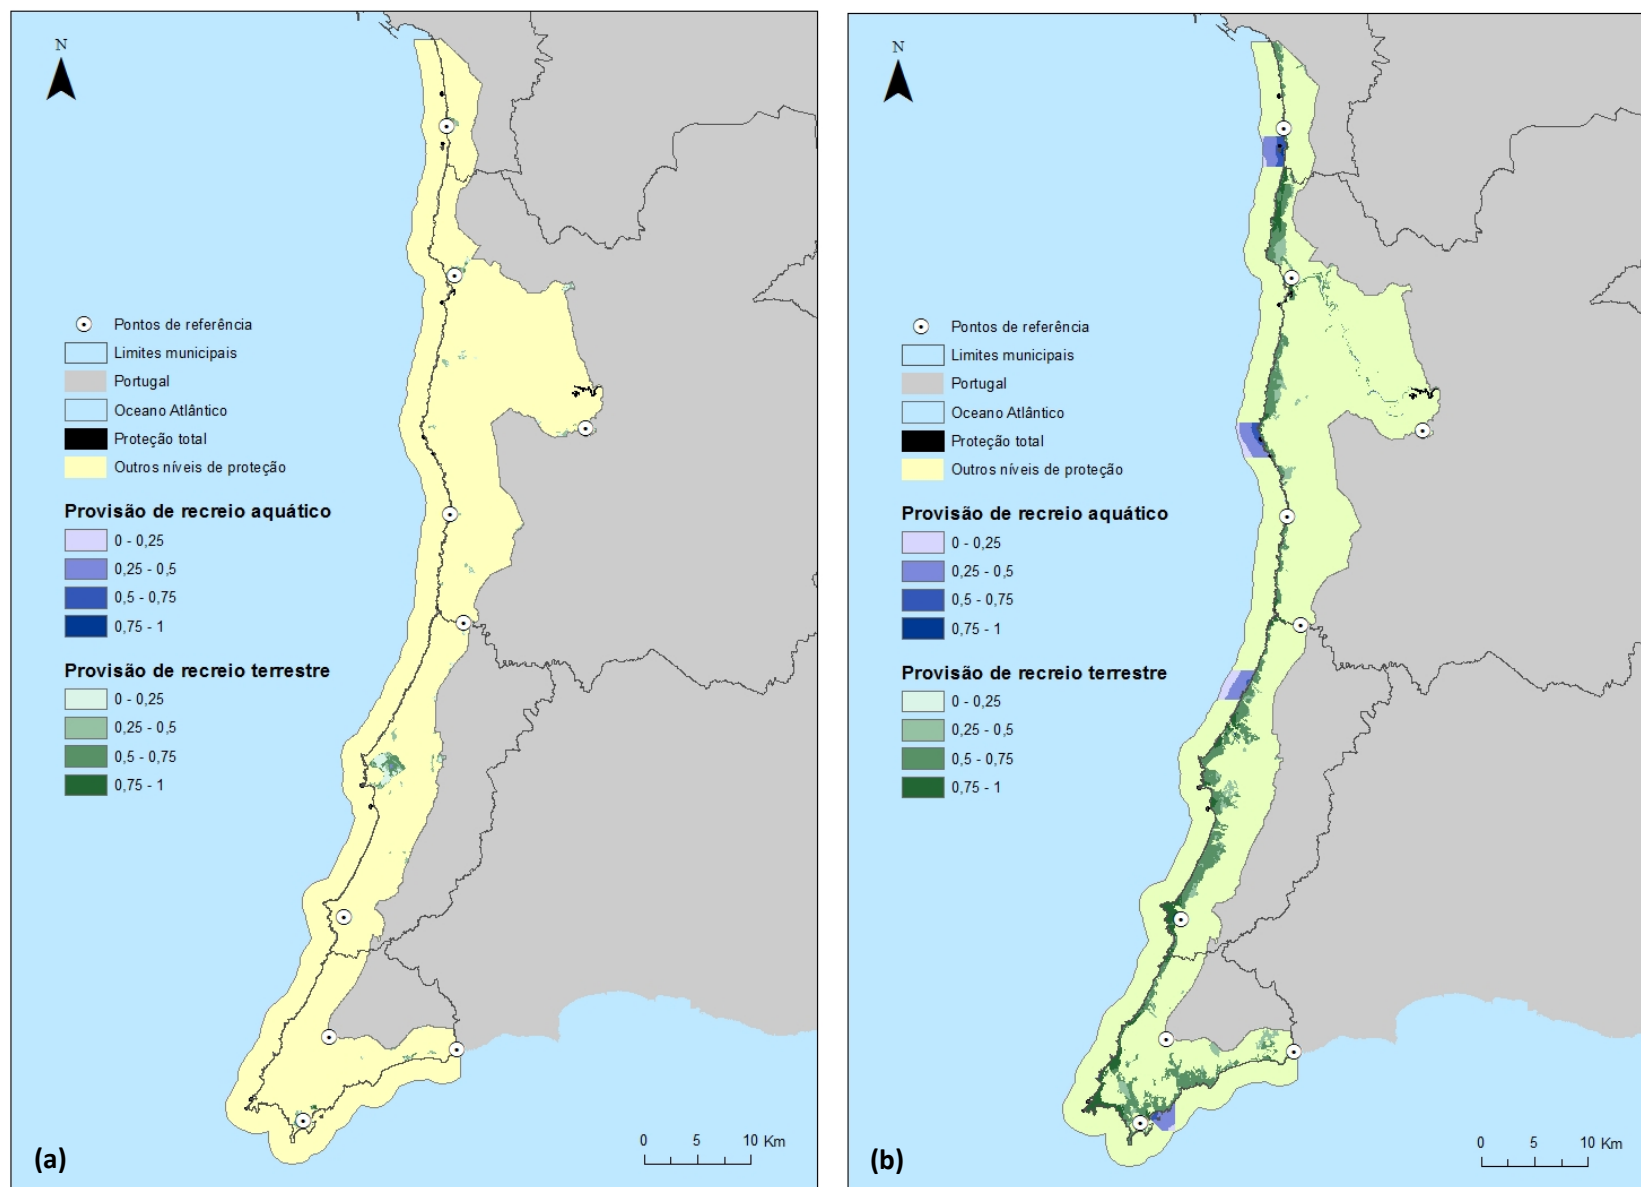 N
Pontos de referência
Limites municipais
Portugal
Oceano Atlântico
Proteção total
Outros níveis de proteção
Provisão de recreio aquático
0 - 0,25
0,25 - 0,5
0,5 - 0,75
0,75 - 1
Provisão de recreio terrestre
0 - 0,25
0,25 - 0,5
0,5 - 0,75
0,75 - 1
0 5 10 Km
(a)
N
Pontos de referência
Limites municipais
Portugal
Oceano Atlântico
Proteção total
Outros níveis de proteção
Provisão de recreio aquático
0 - 0,25
0,25 - 0,5
0,5 - 0,75
0,75 - 1
Provisão de recreio terrestre
0 - 0,25
0,25 - 0,5
0,5 - 0,75
0,75 - 1
0 5 10 Km
(b)